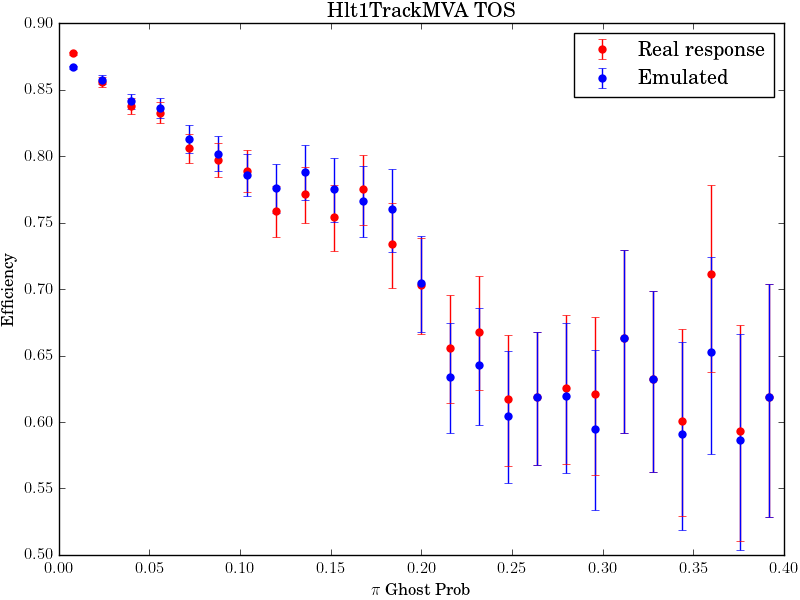 Hlt1TrackMVA TOS
Real response
Emulated
Efficiency
0.90
0.85
0.80
0.75
0.70
0.65
0.60
0.55
0.50
0.00 0.05 0.10 0.15 0.20 0.25 0.30 0.35 0.40
π Ghost Prob